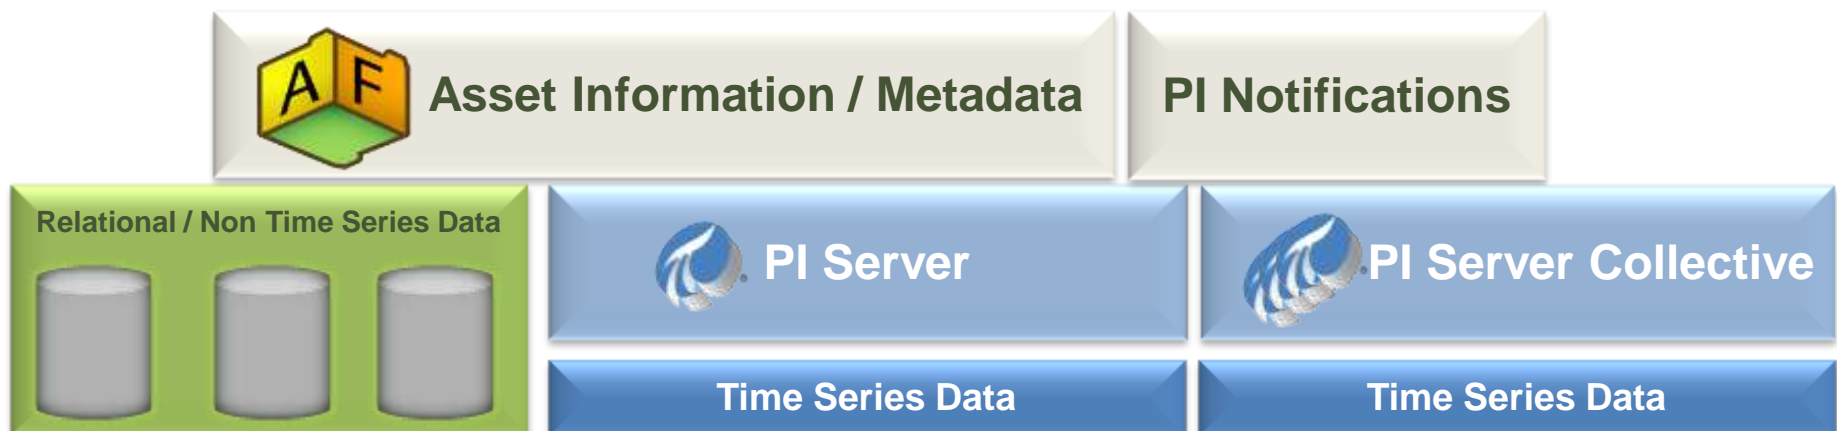 AF
Asset Information / Metadata
PI Notifications
Relational / Non Time Series Data
PI Server
PI Server Collective
Time Series Data
Time Series Data